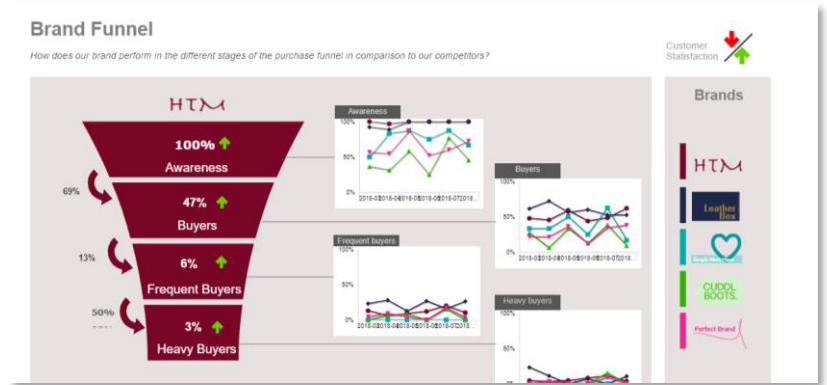 Brand Funnel
How does our brand perform in the different stages of the purchase funnel in comparison to our competitors?
Customer
Statisfaction
HTM
100%
Awareness
69%
47%
Buyers
13%
6%
Frequent Buyers
50%
3%
Heavy Buyers
Awareness
100%
50%
0%
Buyers
100%
50%
0%
Frequent buyers
100%
50%
0%
Heavy buyers
100%
50%
Brands
HTM
Leather
Box
CUDDL
BOOTS.
Perfect Brand